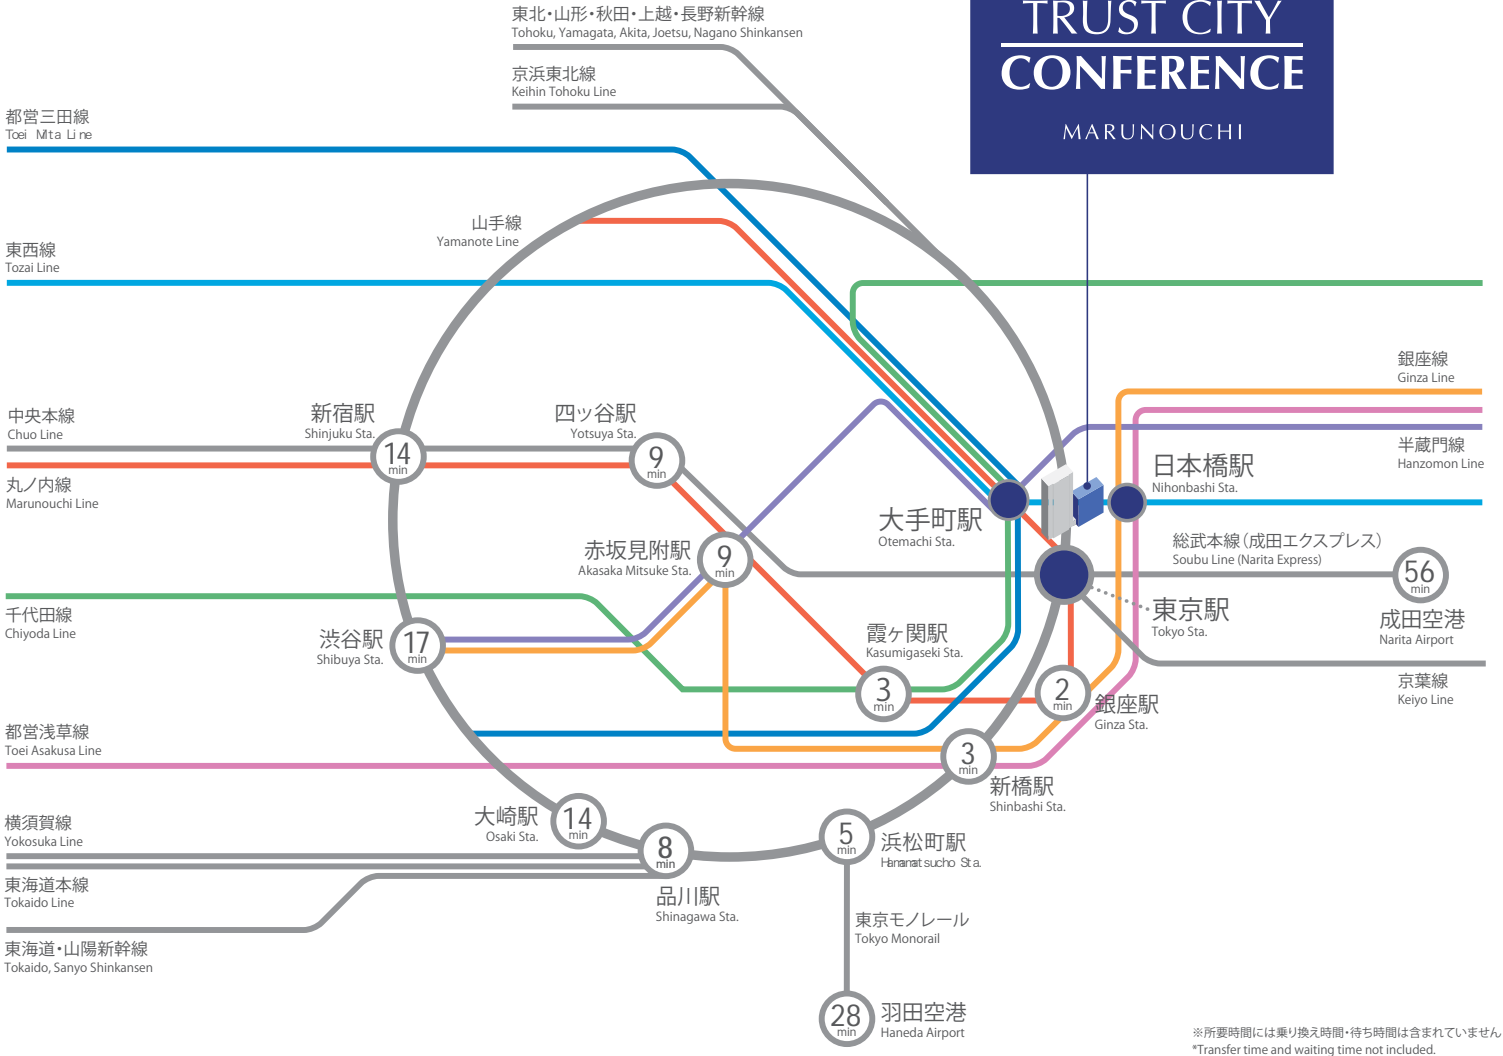 東北・山形・秋田・上越・長野新幹線
Tohoku, Yamagata, Akita, Joetsu, Nagano Shinkansen
TRUST CITY
CONFERENCE
MARUNOUCHI
京浜東北線
Keihin Tohoku Line
都営三田線
Toei Mita Line
山手線
Yamanote Line
東西線
Tozai Line
銀座線
Ginza Line
中央本線
Chuo Line
新宿駅
Shinjuku Sta.
14
min
四ッ谷駅
Yotsuya Sta.
9
min
半蔵門線
Hanzomon Line
日本橋駅
Nihonbashi Sta.
丸ノ内線
Marunouchi Line
大手町駅
Otemachi Sta.
総武本線（成田エクスプレス）
Soubu Line (Narita Express)
56
min
成田空港
Narita Airport
赤坂見附駅
Akasaka Mitsuke Sta.
9
min
東京駅
Tokyo Sta.
千代田線
Chiyoda Line
渋谷駅
Shibuya Sta.
17
min
霞ヶ関駅
Kasumigaseki Sta.
3
min
2
min
銀座駅
Ginza Sta.
京葉線
Keiyo Line
都営浅草線
Toei Asakusa Line
3
min
新橋駅
Shinbashi Sta.
大崎駅
Osaki Sta.
14
min
8
min
品川駅
Shinagawa Sta.
5
min
浜松町駅
Hamamatsucho Sta.
横須賀線
Yokosuka Line
東海道本線
Tokaido Line
東海道・山陽新幹線
Tokaido, Sanyo Shinkansen
東京モノレール
Tokyo Monorail
28
min
羽田空港
Haneda Airport
※所要時間には乗り換え時間・待ち時間は含まれていません
*Transfer time and waiting time not included.